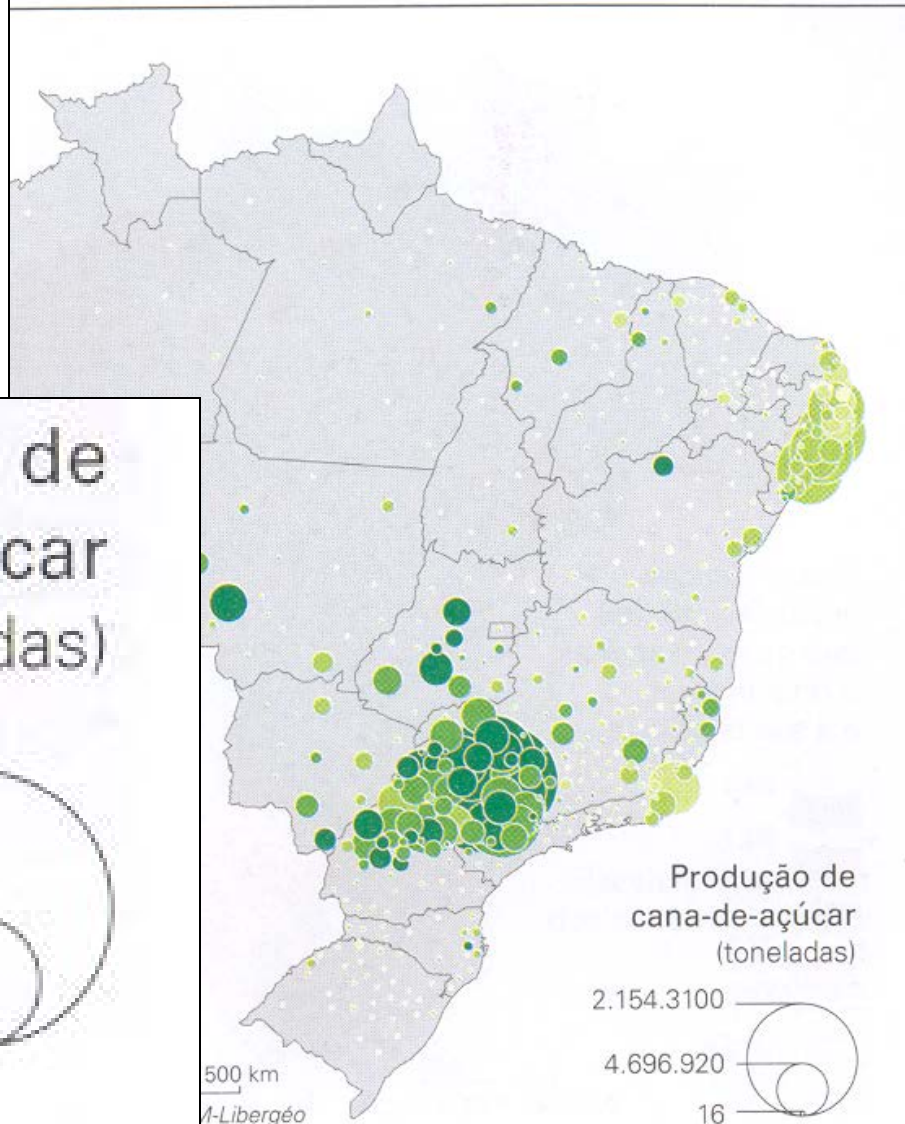 de
car
das)
Produção de
cana-de-açúcar
(toneladas)
2.154.3100
4.696.920
16
500 km
M-Libergéo